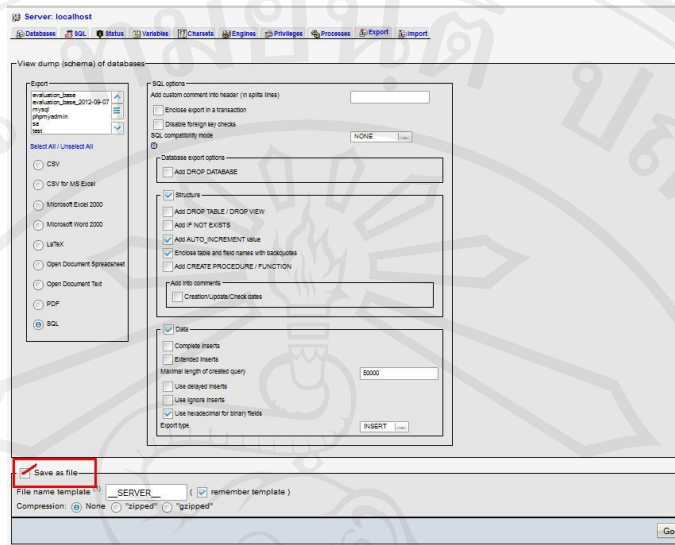 Server: localhost
Databases SQL Status Variables Charsets Engines Privileges Processes Export Import
View dump (schema) of databases
Export
evaluation_base
evaluation_base_2012-09-07
mysql
phpmyadmin
sa
test
Select All / Unselect All
CSV
CSV for MS Excel
Microsoft Excel 2000
Microsoft Word 2000
LaTeX
Open Document Spreadsheet
Open Document Text
PDF
SQL
SQL options
Add custom comment into header (\n splits lines)
Enclose export in a transaction
Disable foreign key checks
SQL compatibility mode NONE
Database export options
Add DROP DATABASE
Structure
Add DROP TABLE / DROP VIEW
Add IF NOT EXISTS
Add AUTO_INCREMENT value
Enclose table and field names with backquotes
Add CREATE PROCEDURE / FUNCTION
Add into comments
Creation/Update/Check dates
Data
Complete inserts
Extended inserts
Maximal length of created query 50000
Use delayed inserts
Use ignore inserts
Use hexadecimal for binary fields
Export type INSERT
Save as file
File name template (1): __SERVER__ ( remember template )
Compression: None "zipped" "gzipped"
Go